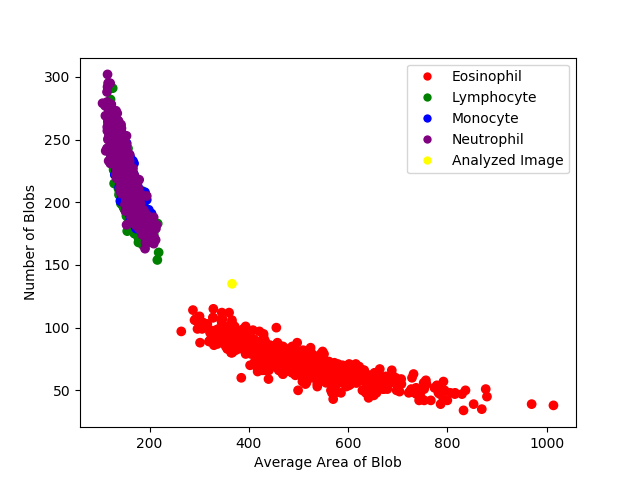 Eosinophil
Lymphocyte
Monocyte
Neutrophil
Analyzed Image
300
250
200
150
100
50
Number of Blobs
200
400
600
800
1000
Average Area of Blob